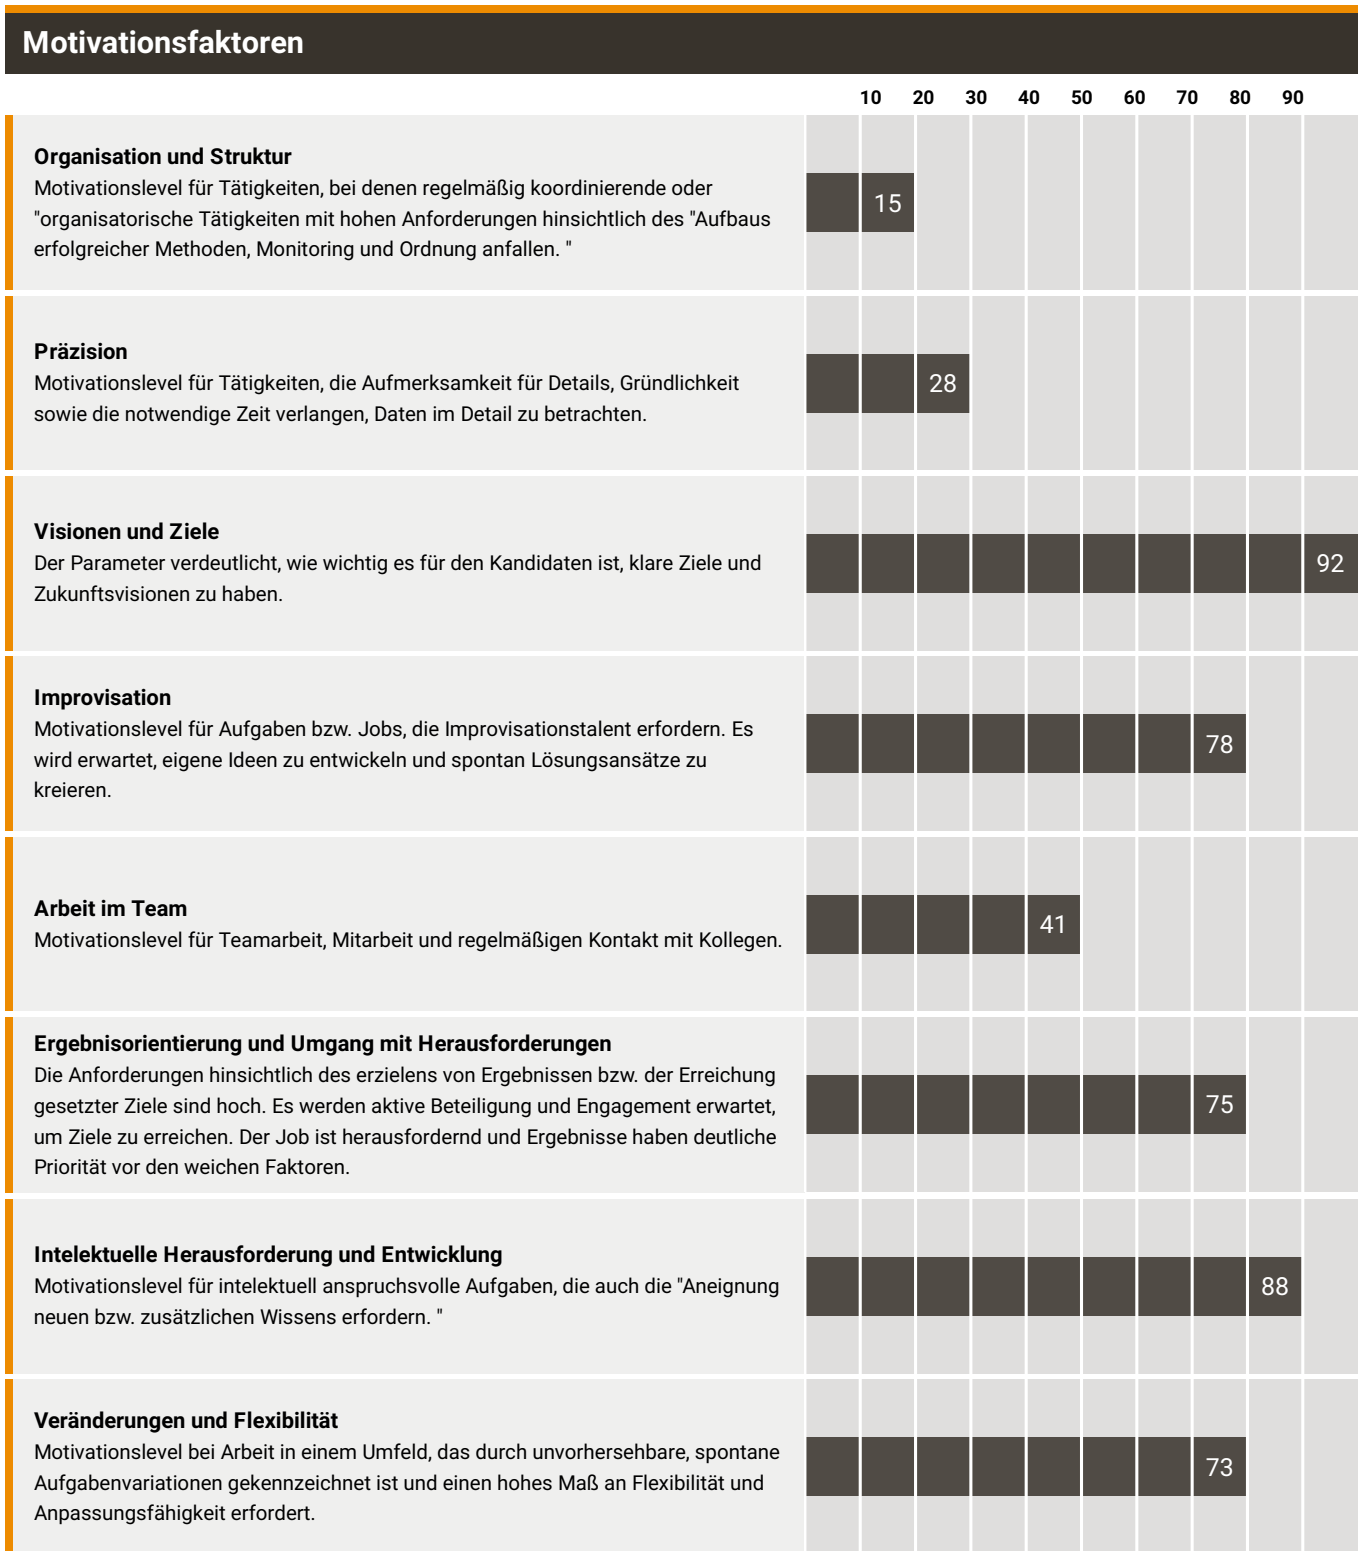 Motivationsfaktoren
10 20 30 40 50 60 70 80 90
Organisation und Struktur
Motivationslevel für Tätigkeiten, bei denen regelmäßig koordinierende oder
"organisatorische Tätigkeiten mit hohen Anforderungen hinsichtlich des "Aufbaus
erfolgreicher Methoden, Monitoring und Ordnung anfallen. "
15
Präzision
Motivationslevel für Tätigkeiten, die Aufmerksamkeit für Details, Gründlichkeit
sowie die notwendige Zeit verlangen, Daten im Detail zu betrachten.
28
Visionen und Ziele
Der Parameter verdeutlicht, wie wichtig es für den Kandidaten ist, klare Ziele und
Zukunftsvisionen zu haben.
92
Improvisation
Motivationslevel für Aufgaben bzw. Jobs, die Improvisationstalent erfordern. Es
wird erwartet, eigene Ideen zu entwickeln und spontan Lösungsansätze zu
kreieren.
78
Arbeit im Team
Motivationslevel für Teamarbeit, Mitarbeit und regelmäßigen Kontakt mit Kollegen.
41
Ergebnisorientierung und Umgang mit Herausforderungen
Die Anforderungen hinsichtlich des erzielens von Ergebnissen bzw. der Erreichung
gesetzter Ziele sind hoch. Es werden aktive Beteiligung und Engagement erwartet,
um Ziele zu erreichen. Der Job ist herausfordernd und Ergebnisse haben deutliche
Priorität vor den weichen Faktoren.
75
Intelektuelle Herausforderung und Entwicklung
Motivationslevel für intelektuell anspruchsvolle Aufgaben, die auch die "Aneignung
neuen bzw. zusätzlichen Wissens erfordern. "
88
Veränderungen und Flexibilität
Motivationslevel bei Arbeit in einem Umfeld, das durch unvorhersehbare, spontane
Aufgabenvariationen gekennzeichnet ist und einen hohes Maß an Flexibilität und
Anpassungsfähigkeit erfordert.
73